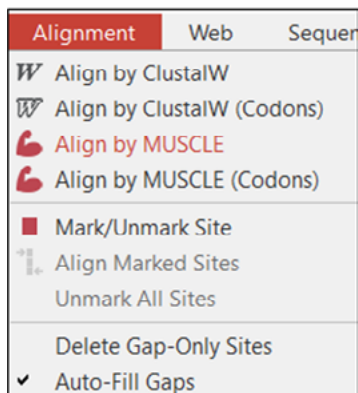 Alignment Web Sequen
W Align by ClustalW
W Align by ClustalW (Codons)
Align by MUSCLE
Align by MUSCLE (Codons)
Mark/Unmark Site
Align Marked Sites
Unmark All Sites
Delete Gap-Only Sites
Auto-Fill Gaps